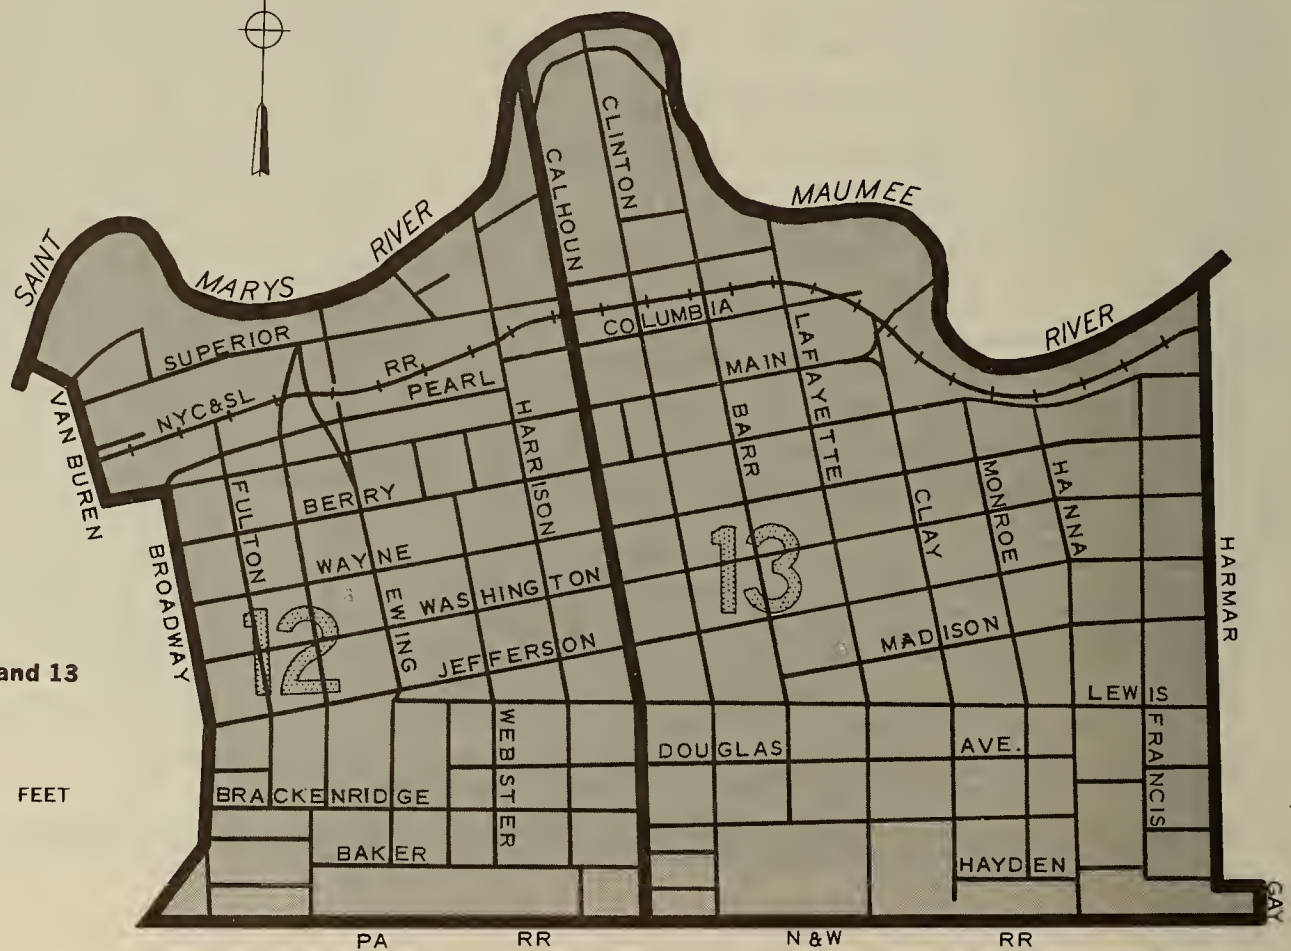 CLINTON
CALHOUN
MAUMEE
RIVER
SAINT
MARYS
RIVER
SUPERIOR
COLUMBIA
RR.
PEARL
NYC&SL
MAIN
LAFAYETTE
VAN BUREN
HARRISON
BARR
BERRY
FULTON
MONROE
HANNA
CLAY
WAYNE
BROADWAY
HARMAR
12
13
EWING
WASHINGTON
JEFFERSON
MADISON
and 13
LEWIS
WEBSTER
DOUGLAS AVE.
FRANCIS
FEET
BRACKENRIDGE
BAKER
HAYDEN
GAY
PA RR N&W RR